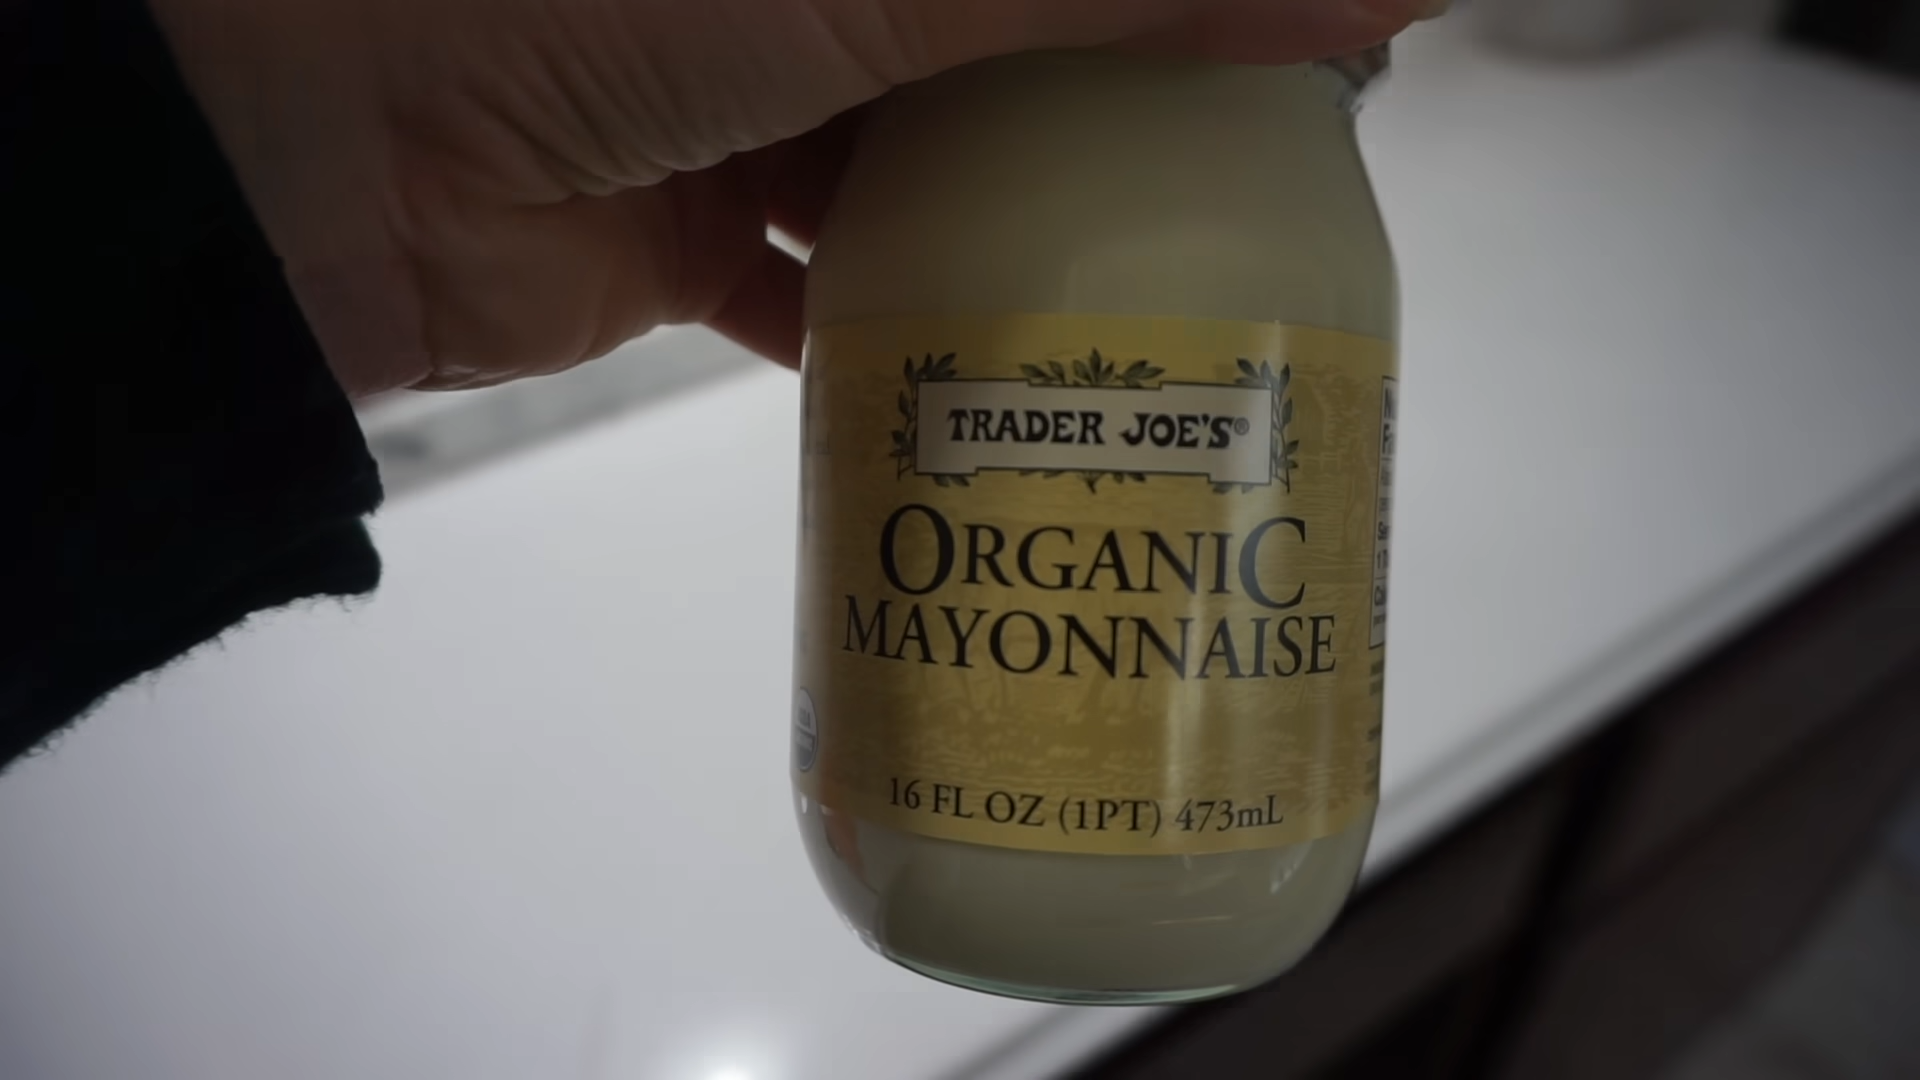 TRADER JOE'S®
ORGANIC
MAYONNAISE
16 FL OZ (1PT) 473mL